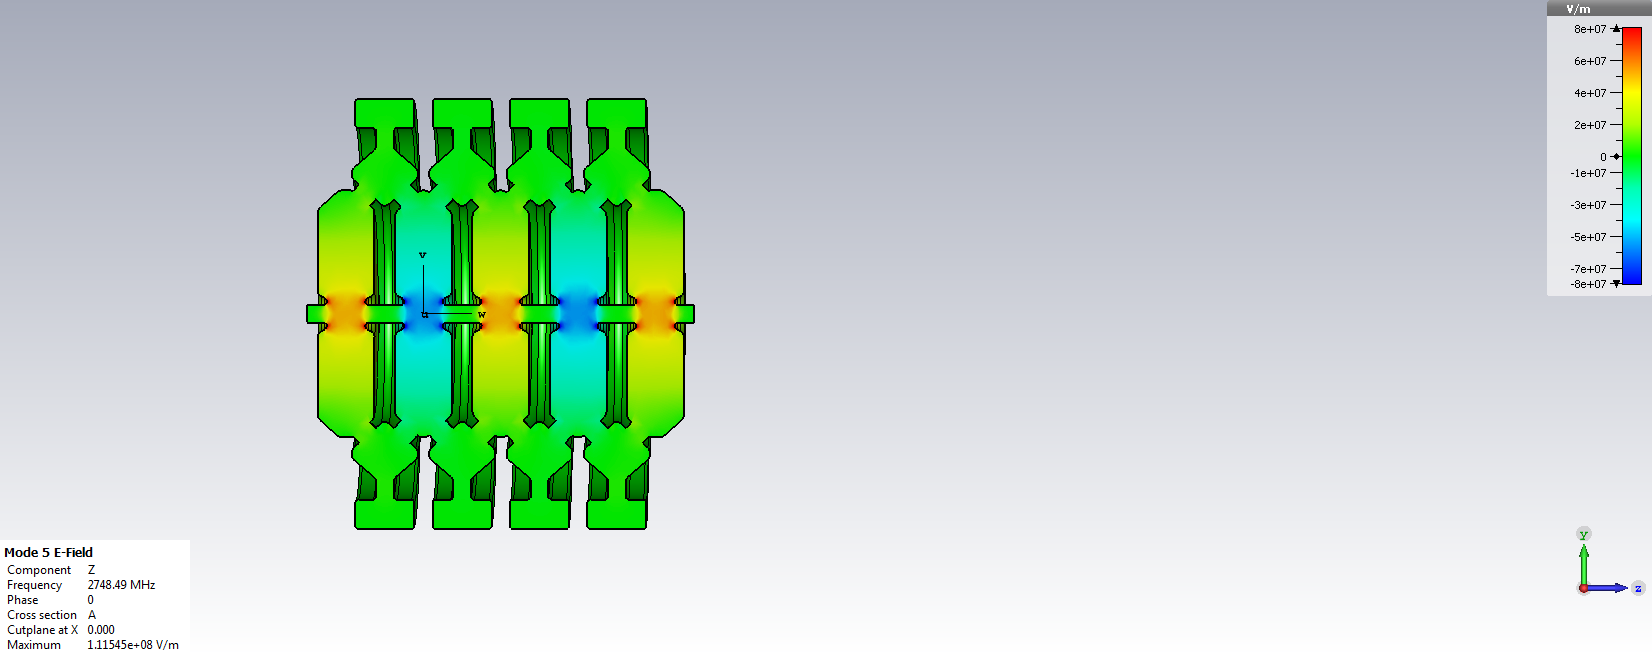 V/m
8e+07
6e+07
4e+07
2e+07
0
-1e+07
-3e+07
-5e+07
-7e+07
-8e+07
v
u
w
y
z
Mode 5 E-Field
Component Z
Frequency 2748.49 MHz
Phase 0
Cross section A
Cutplane at X 0.000
Maximum 1.11545e+08 V/m